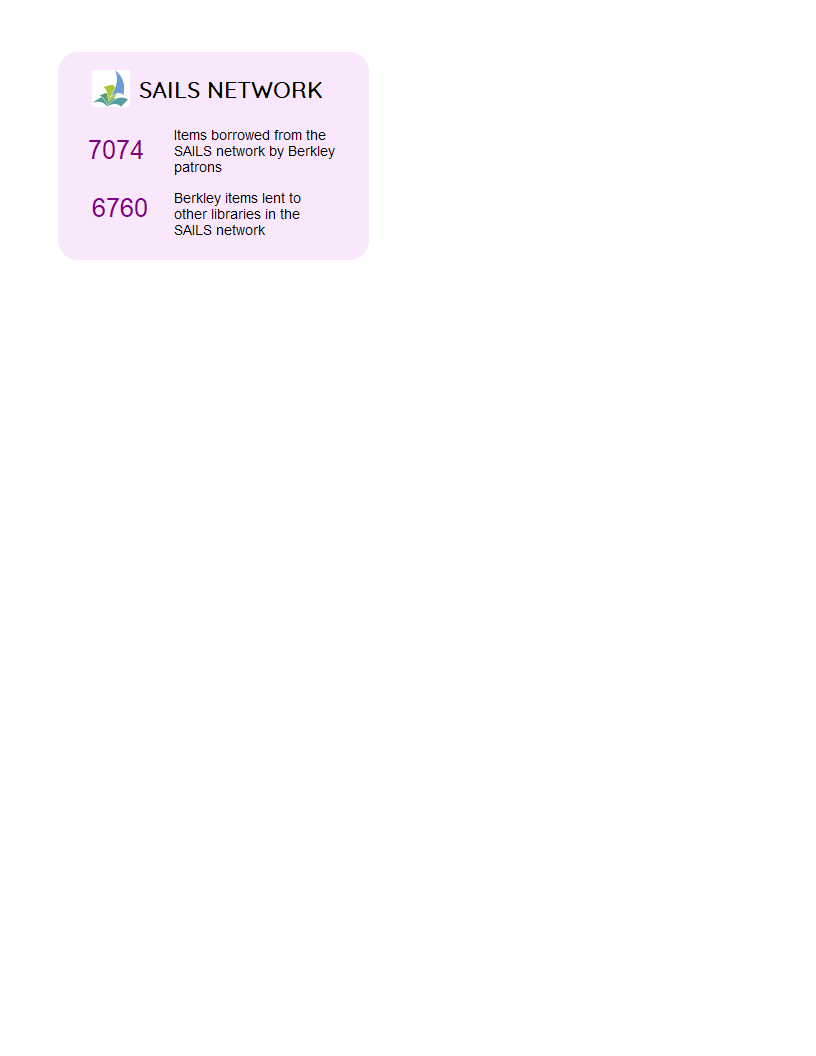 SAILS NETWORK
7074
Items borrowed from the
SAILS network by Berkley
patrons
6760
Berkley items lent to
other libraries in the
SAILS network